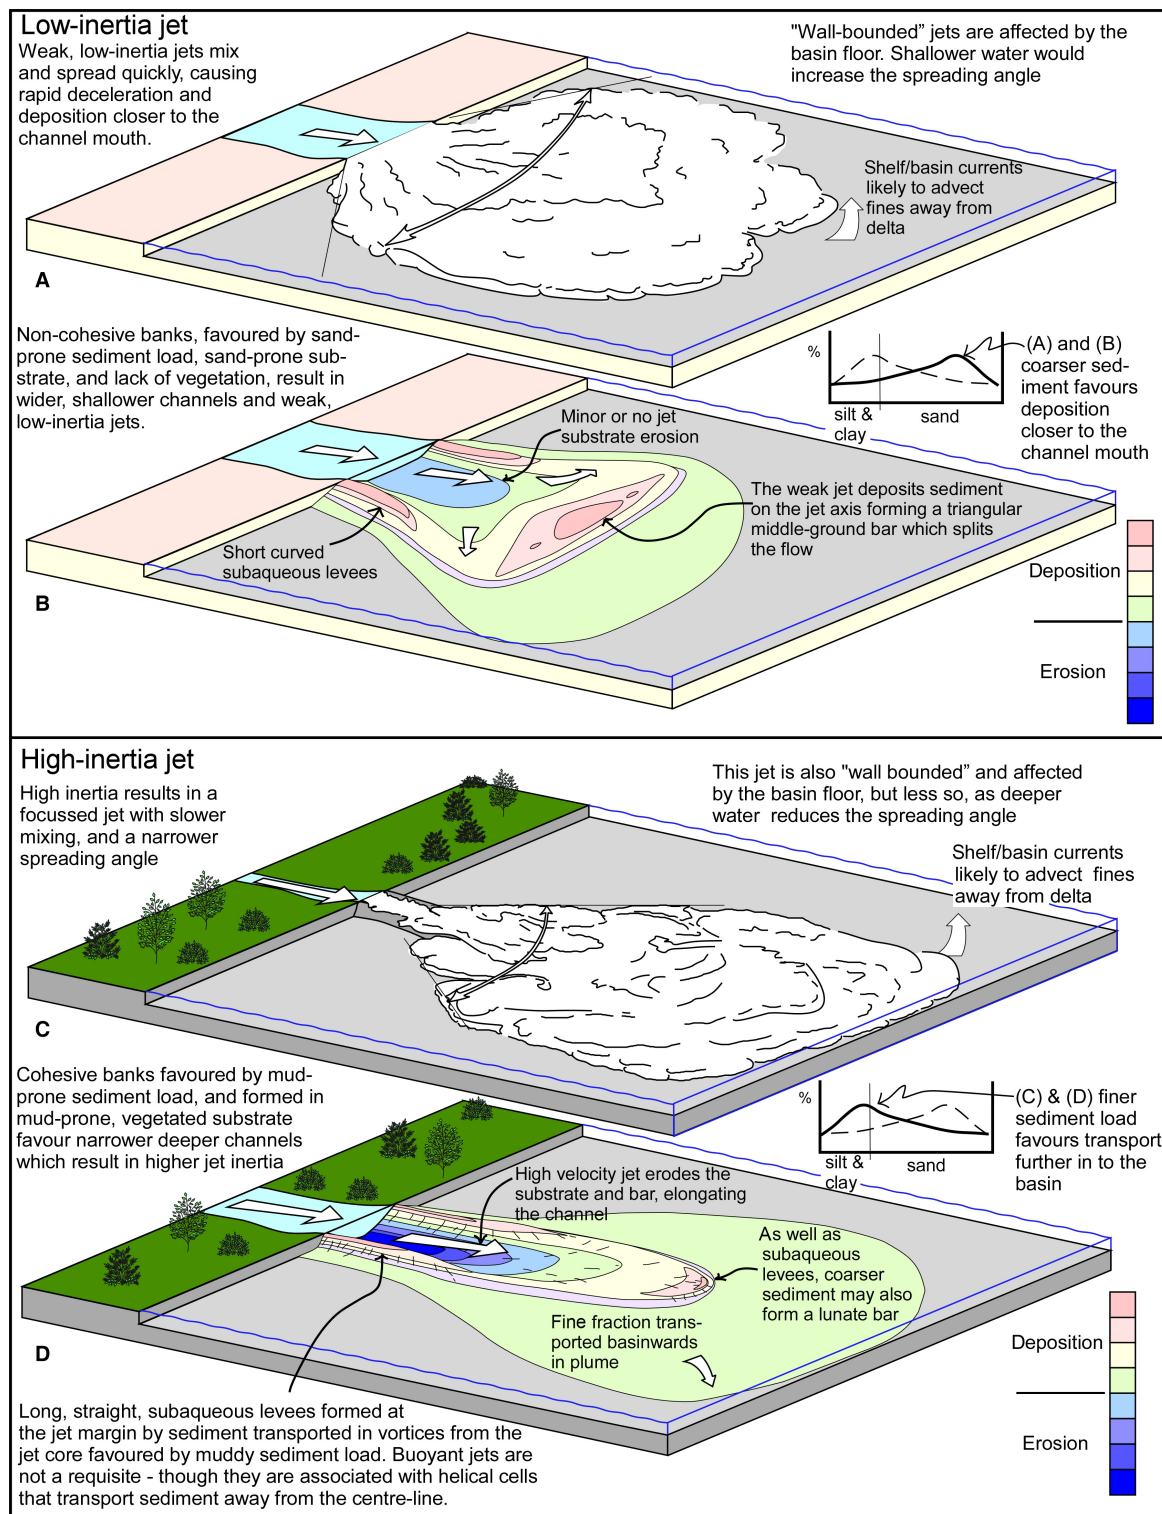 Low-inertia jet
Weak, low-inertia jets mix
and spread quickly, causing
rapid deceleration and
deposition closer to the
channel mouth.
"Wall-bounded” jets are affected by the
basin floor. Shallower water would
increase the spreading angle
Shelf/basin currents
likely to advect
fines away from
delta
A
Non-cohesive banks, favoured by sand-
prone sediment load, sand-prone sub-
strate, and lack of vegetation, result in
wider, shallower channels and weak,
low-inertia jets.
%
silt &
clay
sand
(A) and (B)
coarser sed-
iment favours
deposition
closer to the
channel mouth
Minor or no jet
substrate erosion
The weak jet deposits sediment
on the jet axis forming a triangular
middle-ground bar which splits
the flow
Short curved
subaqueous levees
B
Deposition
Erosion
High-inertia jet
High inertia results in a
focussed jet with slower
mixing, and a narrower
spreading angle
This jet is also "wall bounded” and affected
by the basin floor, but less so, as deeper
water reduces the spreading angle
Shelf/basin currents
likely to advect fines
away from delta
C
Cohesive banks favoured by mud-
prone sediment load, and formed in
mud-prone, vegetated substrate
favour narrower deeper channels
which result in higher jet inertia
%
silt &
clay
sand
(C) & (D) finer
sediment load
favours transport
further in to the
basin
High velocity jet erodes the
substrate and bar, elongating
the channel
As well as
subaqueous
levees, coarser
sediment may also
form a lunate bar
Fine fraction trans-
ported basinwards
in plume
D
Deposition
Erosion
Long, straight, subaqueous levees formed at
the jet margin by sediment transported in vortices from the
jet core favoured by muddy sediment load. Buoyant jets are
not a requisite - though they are associated with helical cells
that transport sediment away from the centre-line.